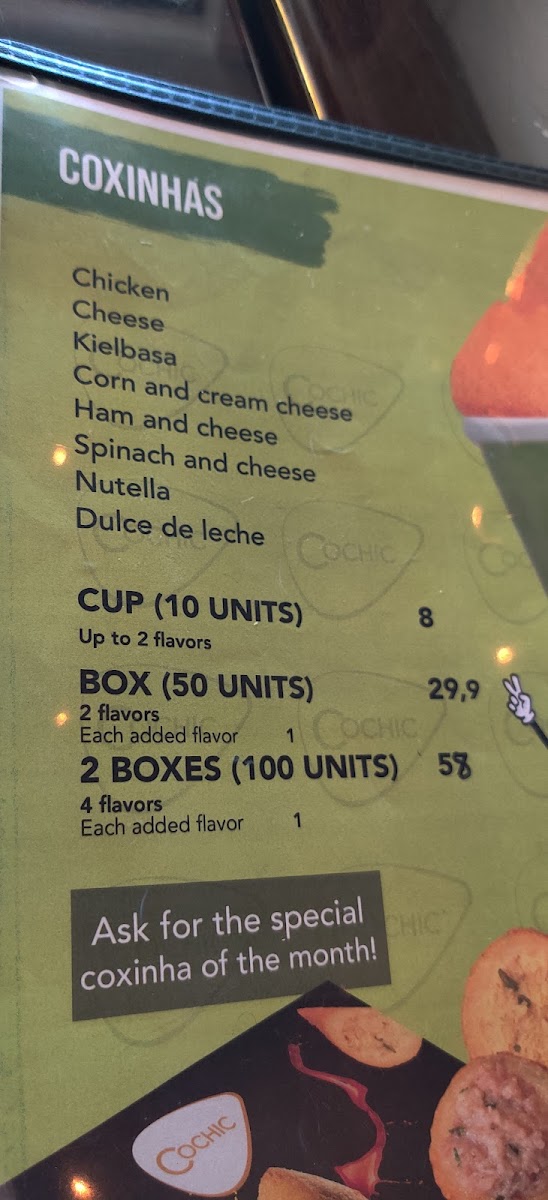 COXINHAS
Chicken
Cheese
Kielbasa
Corn and cream cheese
Ham and cheese
Spinach and cheese
Nutella
Dulce de leche
CUP (10 UNITS) 8
Up to 2 flavors
BOX (50 UNITS) 29,9
2 flavors
Each added flavor 1
2 BOXES (100 UNITS) 58
4 flavors
Each added flavor 1
Ask for the special
coxinha of the month!
COCHIC